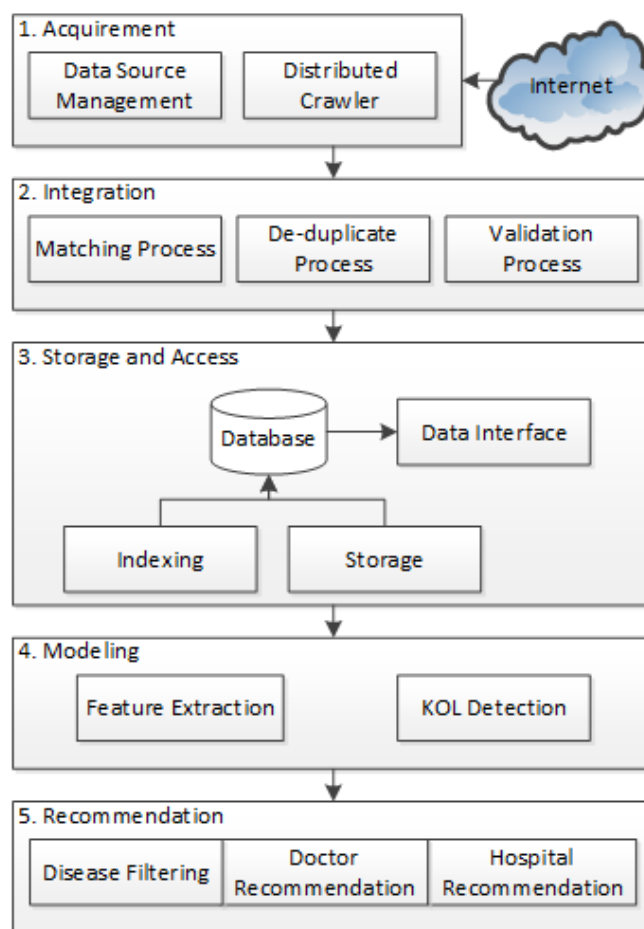 1. Acquirement
Data Source
Management
Distributed
Crawler
Internet
2. Integration
Matching Process
De-duplicate
Process
Validation
Process
3. Storage and Access
Database
Data Interface
Indexing
Storage
4. Modeling
Feature Extraction
KOL Detection
5. Recommendation
Disease Filtering
Doctor
Recommendation
Hospital
Recommendation